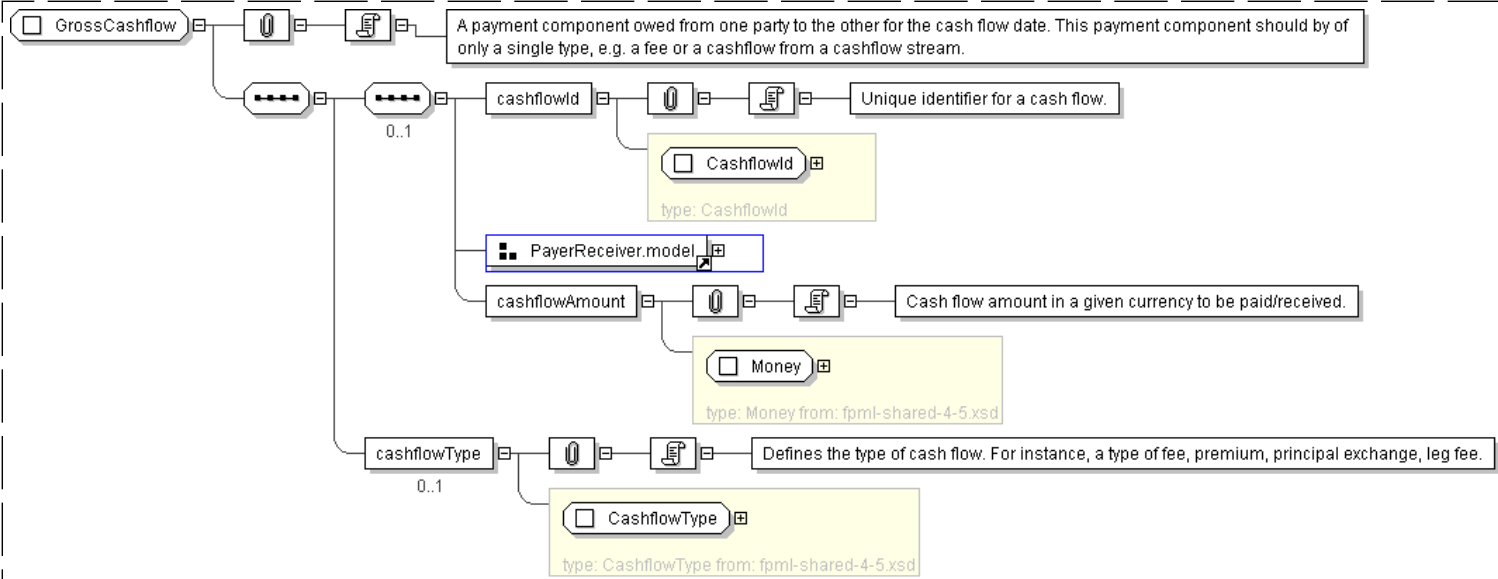 GrossCashflow
A payment component owed from one party to the other for the cash flow date. This payment component should by of
only a single type, e.g. a fee or a cashflow from a cashflow stream.
0..1
cashflowId
Unique identifier for a cash flow.
CashflowId
type: CashflowId
PayerReceiver.model
cashflowAmount
Cash flow amount in a given currency to be paid/received.
Money
type: Money from: fpml-shared-4-5.xsd
cashflowType
0..1
Defines the type of cash flow. For instance, a type of fee, premium, principal exchange, leg fee.
CashflowType
type: CashflowType from: fpml-shared-4-5.xsd